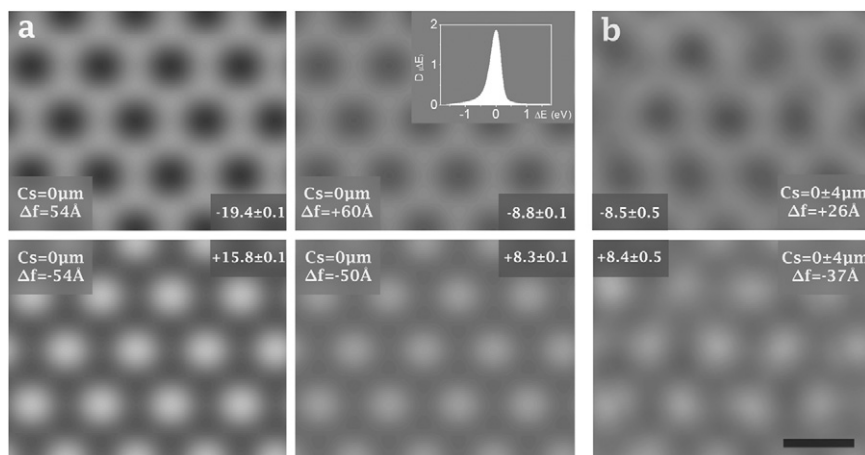 a
Cs=0µm
Δf=54Å
-19.4±0.1
2
1
0
D ΔE
-1
0
1
ΔE (eV)
Cs=0µm
Δf=+60Å
-8.8±0.1
b
-8.5±0.5
Cs=0±4µm
Δf=+26Å
Cs=0µm
Δf=-54Å
+15.8±0.1
Cs=0µm
Δf=-50Å
+8.3±0.1
+8.4±0.5
Cs=0±4µm
Δf=-37Å